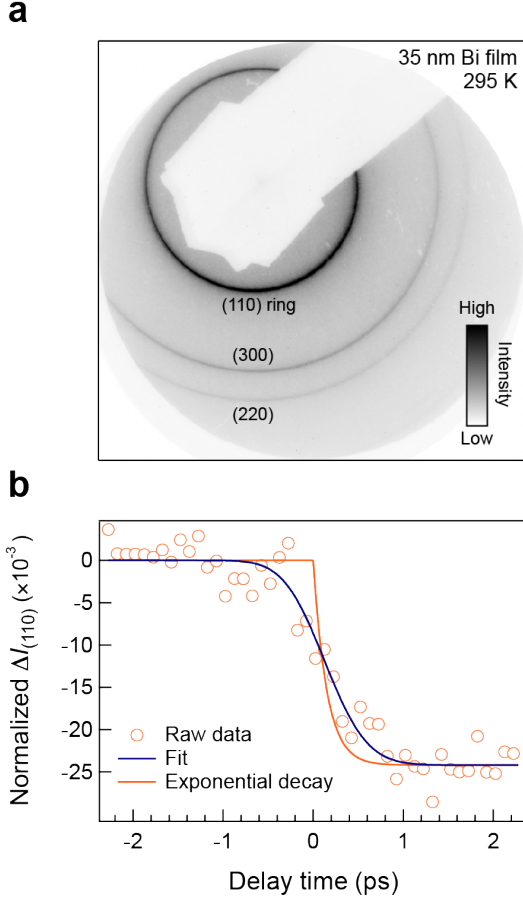 a
35 nm Bi film
295 K
(110) ring
(300)
(220)
High
Intensity
Low
b
Normalized ΔI(110) (×10-3)
0
-5
-10
-15
-20
-25
Raw data
Fit
Exponential decay
-2 -1 0 1 2
Delay time (ps)